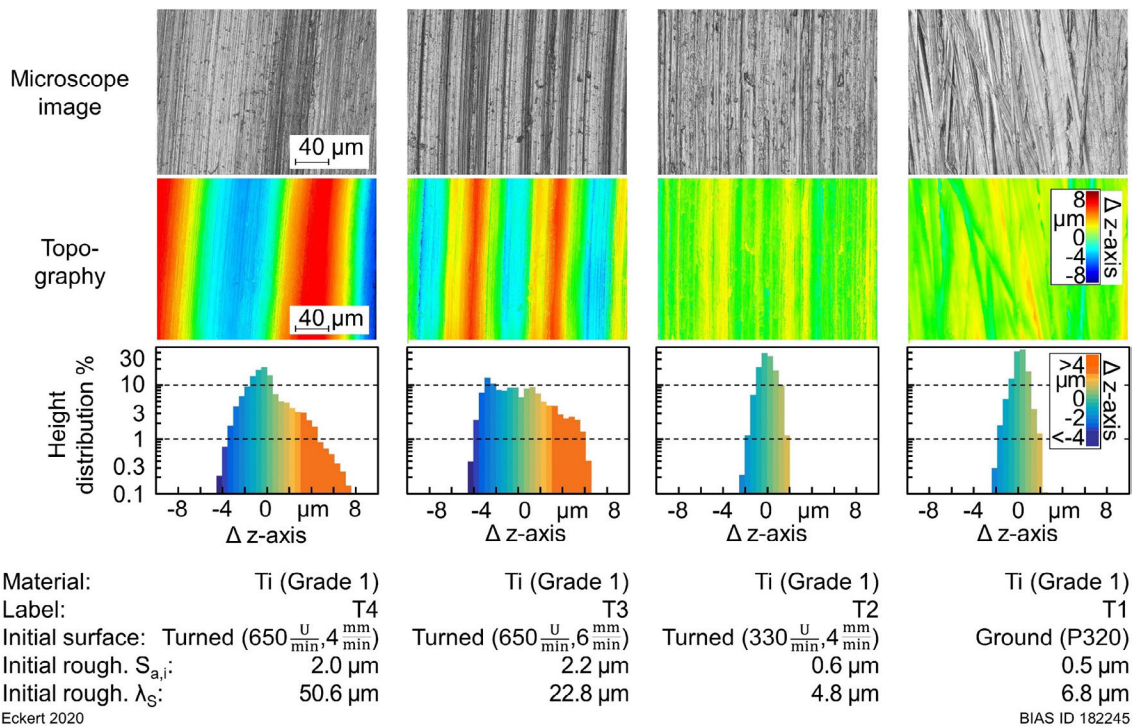 Microscope
image
40 µm
Topo-
graphy
40 µm
8
µm
0
-4
-8
Δ z-axis
Height
distribution %
30
10
3
1
0.3
0.1
>4
µm
0
-2
<-4
Δ z-axis
-8 -4 0 µm 8
-8 -4 0 µm 8
-8 -4 0 µm 8
-8 -4 0 µm 8
Δ z-axis Δ z-axis Δ z-axis Δ z-axis
Material: Ti (Grade 1) Ti (Grade 1) Ti (Grade 1) Ti (Grade 1)
Label: T4 T3 T2 T1
Initial surface: Turned (650 U/min,4 mm/min) Turned (650 U/min,6 mm/min) Turned (330 U/min,4 mm/min) Ground (P320)
Initial rough. Sa,i: 2.0 µm 2.2 µm 0.6 µm 0.5 µm
Initial rough. λS: 50.6 µm 22.8 µm 4.8 µm 6.8 µm
Eckert 2020 BIAS ID 182245